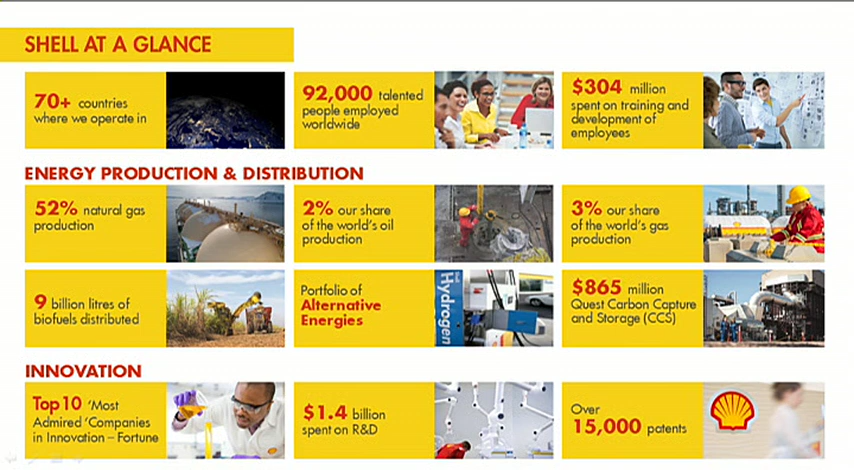 SHELL AT A GLANCE
70+ countries
where we operate in
92,000 talented
people employed
worldwide
$304 million
spent on training and
development of
employees
ENERGY PRODUCTION & DISTRIBUTION
52% natural gas
production
2% our share
of the world's oil
production
3% our share
of the world's gas
production
9 billion litres of
biofuels distributed
Portfolio of
Alternative
Energies
Hydrogen
$865 million
Quest Carbon Capture
and Storage (CCS)
INNOVATION
Top10 'Most
Admired 'Companies
in Innovation – Fortune
$1.4 billion
spent on R&D
Over
15,000 patents